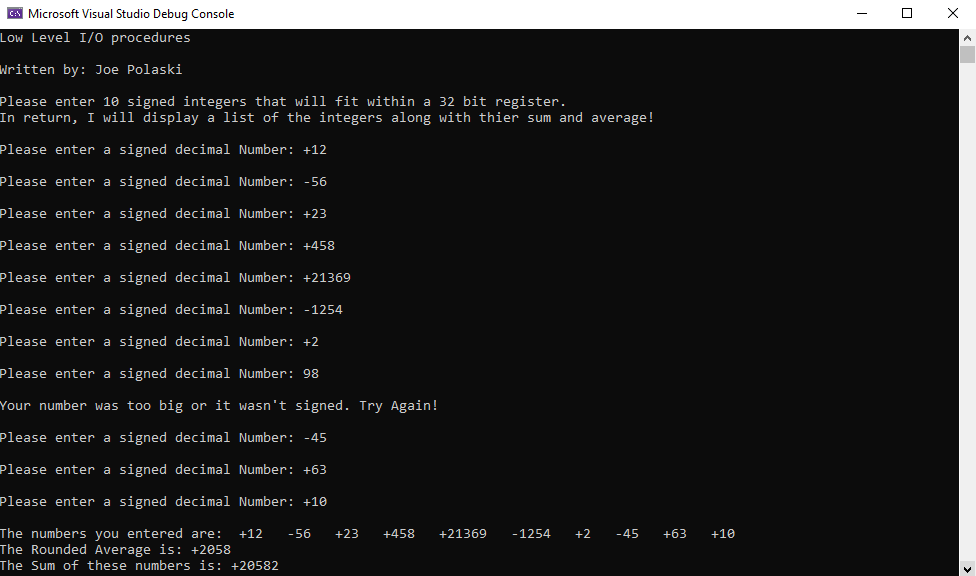 Microsoft Visual Studio Debug Console
Low Level I/O procedures
Written by: Joe Polaski
Please enter 10 signed integers that will fit within a 32 bit register.
In return, I will display a list of the integers along with thier sum and average!
Please enter a signed decimal Number: +12
Please enter a signed decimal Number: -56
Please enter a signed decimal Number: +23
Please enter a signed decimal Number: +458
Please enter a signed decimal Number: +21369
Please enter a signed decimal Number: -1254
Please enter a signed decimal Number: +2
Please enter a signed decimal Number: 98
Your number was too big or it wasn't signed. Try Again!
Please enter a signed decimal Number: -45
Please enter a signed decimal Number: +63
Please enter a signed decimal Number: +10
The numbers you entered are:  +12   -56   +23   +458   +21369   -1254   +2   -45   +63   +10
The Rounded Average is: +2058
The Sum of these numbers is: +20582